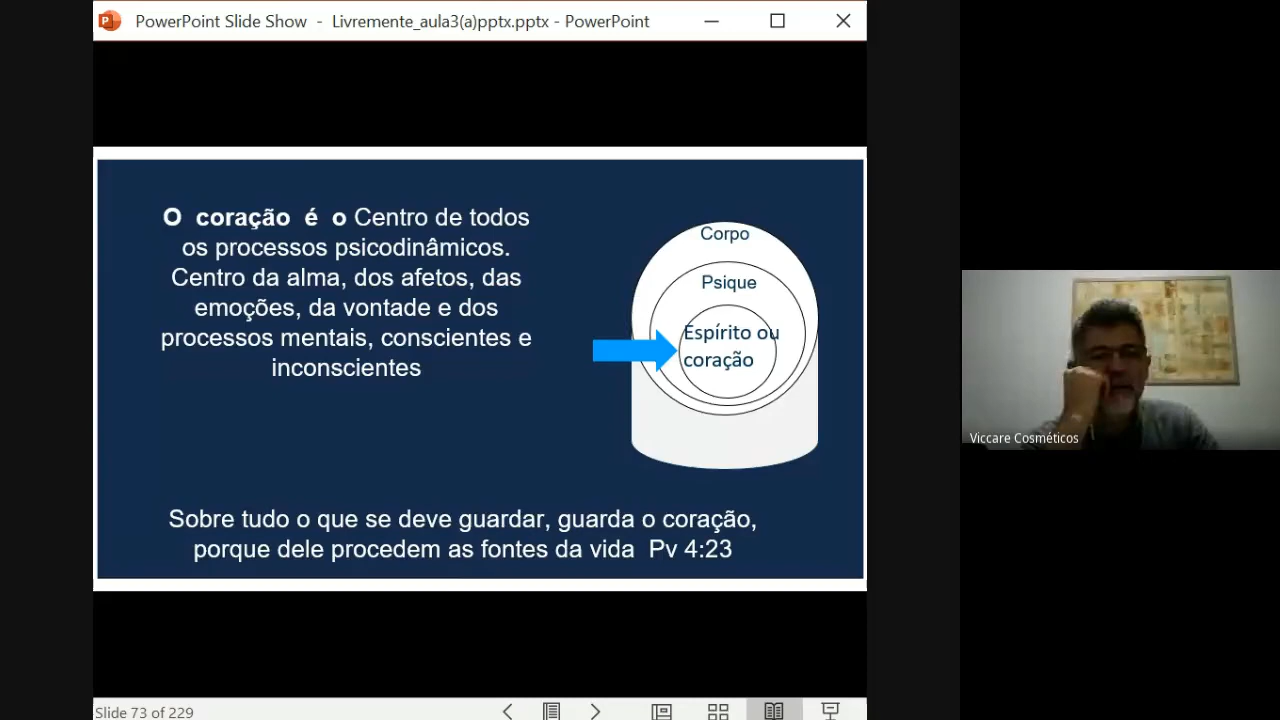 PowerPoint Slide Show - Livremente_aula3(a)pptx.pptx - PowerPoint
O coração é o Centro de todos
os processos psicodinâmicos.
Centro da alma, dos afetos, das
emoções, da vontade e dos
processos mentais, conscientes e
inconscientes
Corpo
Psique
Espírito ou
coração
Sobre tudo o que se deve guardar, guarda o coração,
porque dele procedem as fontes da vida Pv 4:23
Viccare Cosméticos
Slide 73 of 229